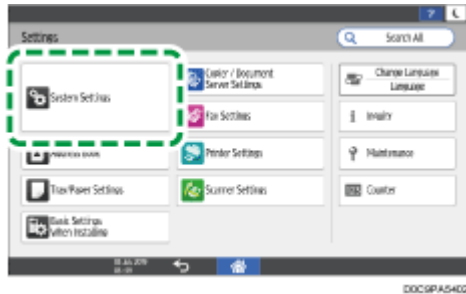 ?
Settings
Search All
System Settings
Copier / Document
Server Settings
Fax Settings
Address Book
Printer Settings
Tray/Paper Settings
Scanner Settings
Basic Settings
When Installing
Change Language
Language
Inquiry
Maintenance
Counter
D0C9PA5402